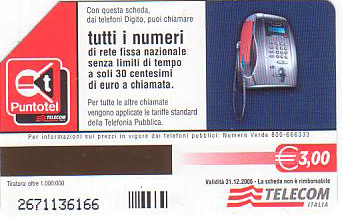 Con questa scheda,
dai telefoni Digito, puoi chiamare
tutti i numeri
di rete fissa nazionale
senza limiti di tempo
a soli 30 centesimi
di euro a chiamata.
Per tutte le altre chiamate
vengono applicate le tariffe standard
della Telefonia Pubblica.
Puntotel
TELECOM
Per informazioni sui prezzi in vigore dai telefoni pubblici: Numero Verde 800-666333
€ 3,00
Tiratura: oltre 1.000.000
Validità 31.12.2005 - La scheda non è rimborsabile
2671136166
TELECOM
ITALIA